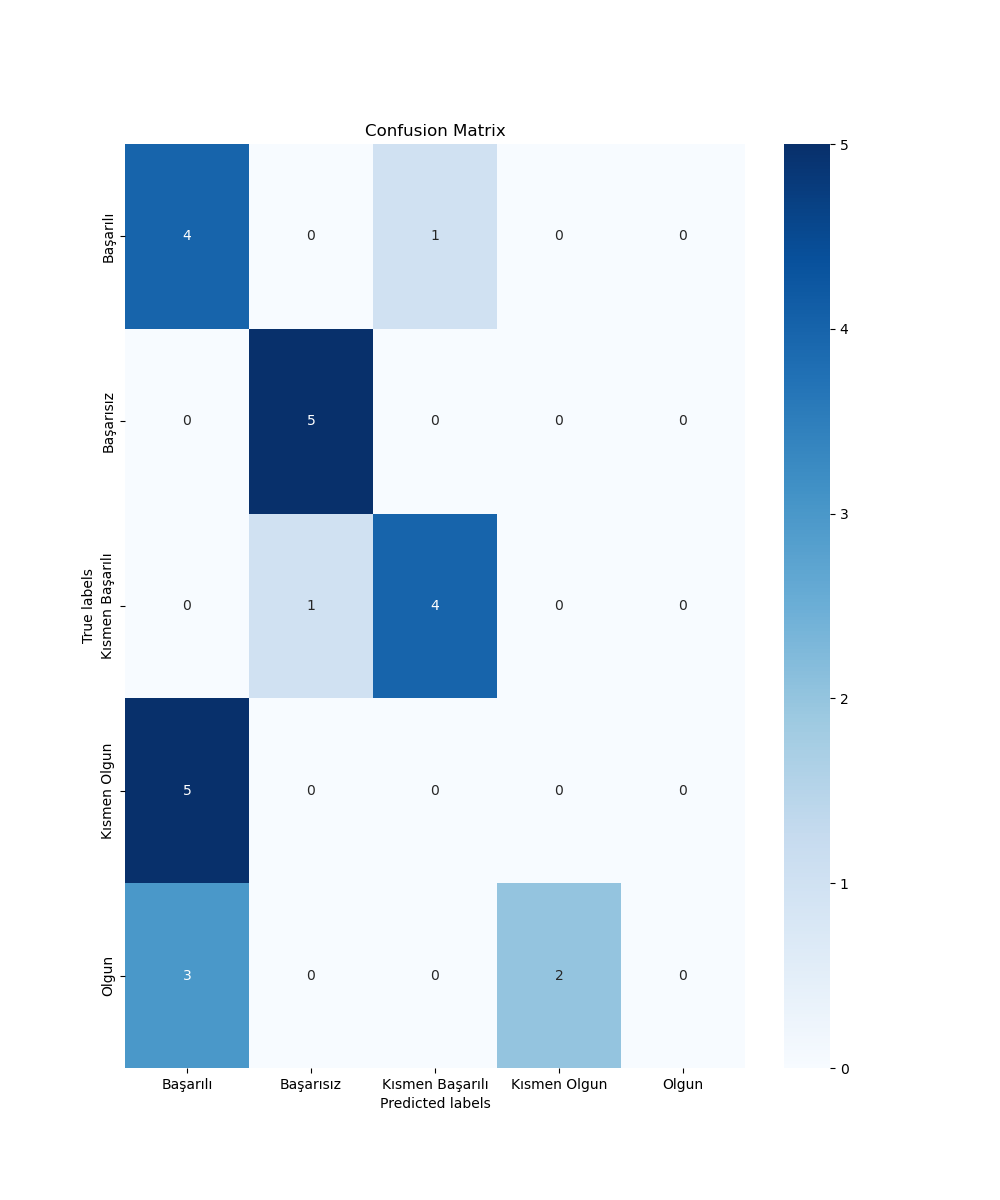 Confusion Matrix
True labels
Başarılı
4 0 1 0 0
Başarısız
0 5 0 0 0
Kısmen Başarılı
0 1 4 0 0
Kısmen Olgun
5 0 0 0 0
Olgun
3 0 0 2 0
Başarılı Başarısız Kısmen Başarılı Kısmen Olgun Olgun
Predicted labels
5
4
3
2
1
0